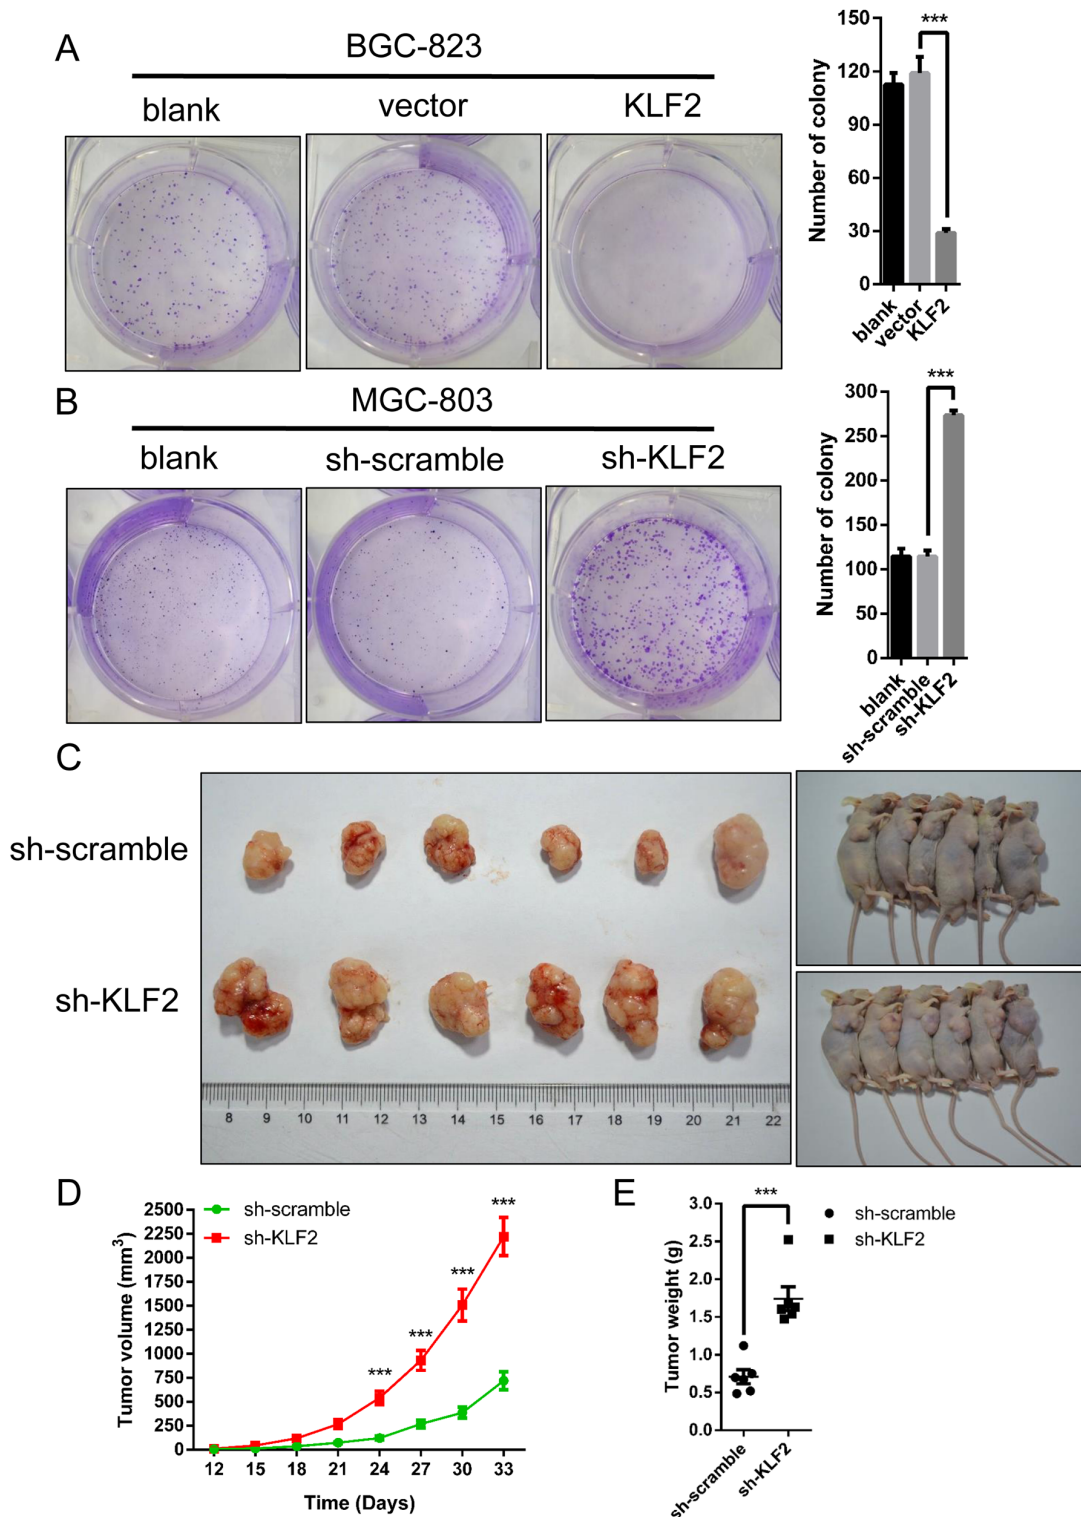 A
BGC-823
blank
vector
KLF2
Number of colony
150
120
90
60
30
0
***
blank
vector
KLF2
B
MGC-803
blank
sh-scramble
sh-KLF2
Number of colony
300
250
200
150
100
50
0
***
blank
sh-scramble
sh-KLF2
C
sh-scramble
sh-KLF2
8 9 10 11 12 13 14 15 16 17 18 19 20 21 22
D
sh-scramble
sh-KLF2
Tumor volume (mm³)
2500
2250
2000
1750
1500
1250
1000
750
500
250
0
***
***
***
***
12 15 18 21 24 27 30 33
Time (Days)
E
sh-scramble
sh-KLF2
Tumor weight (g)
3.0
2.5
2.0
1.5
1.0
0.5
0.0
***
sh-scramble
sh-KLF2